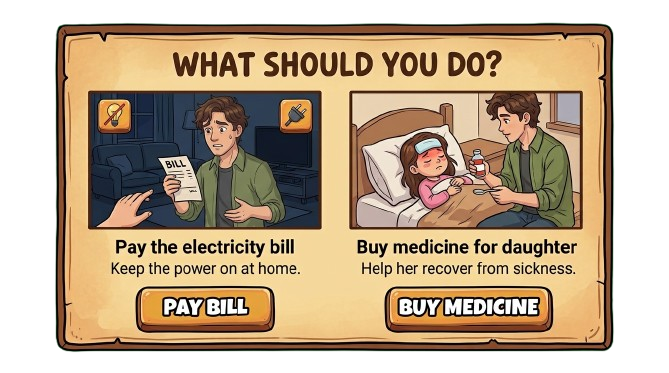 WHAT SHOULD YOU DO?
BILL
Pay the electricity bill
Keep the power on at home.
PAY BILL
Buy medicine for daughter
Help her recover from sickness.
BUY MEDICINE